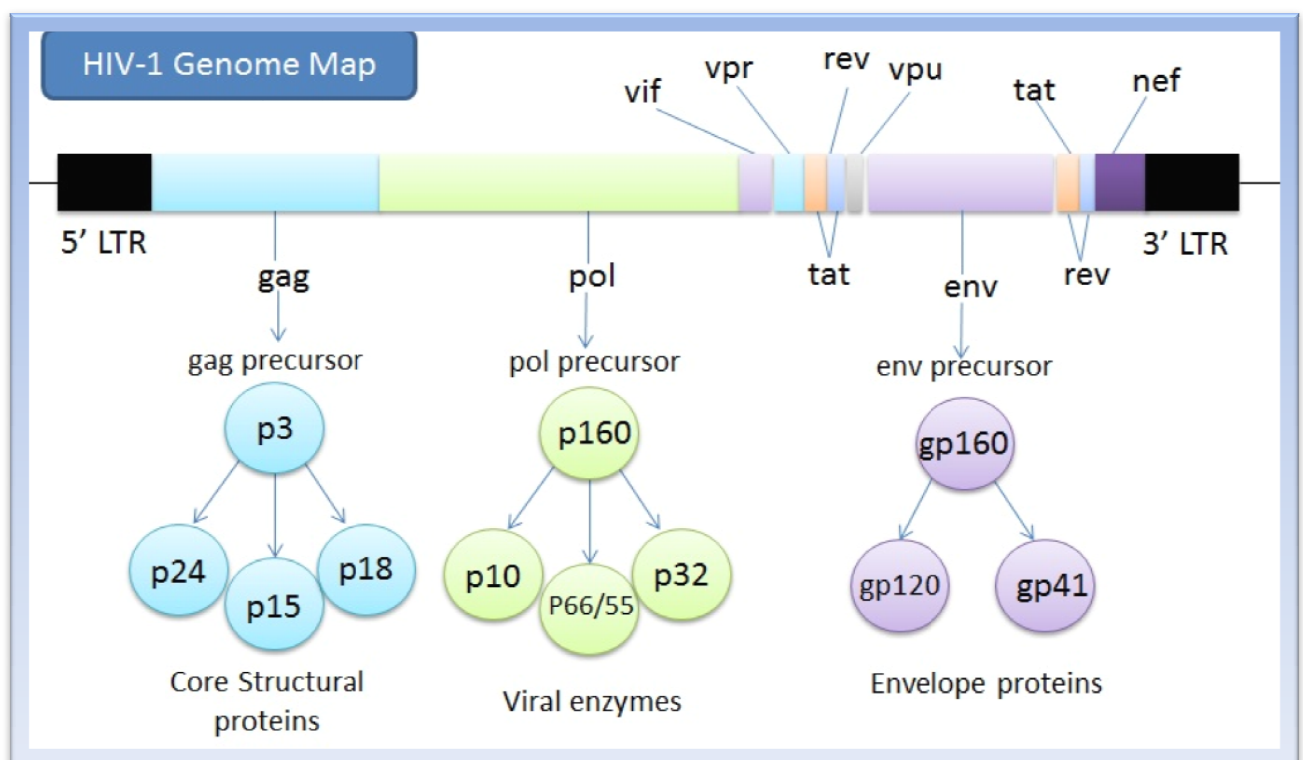 HIV-1 Genome Map
vif
vpr
rev
vpu
tat
nef
5’ LTR
3’ LTR
gag
pol
tat
env
rev
gag precursor
pol precursor
env precursor
p3
p160
gp160
p24
p15
p18
p10
P66/55
p32
gp120
gp41
Core Structural
proteins
Viral enzymes
Envelope proteins